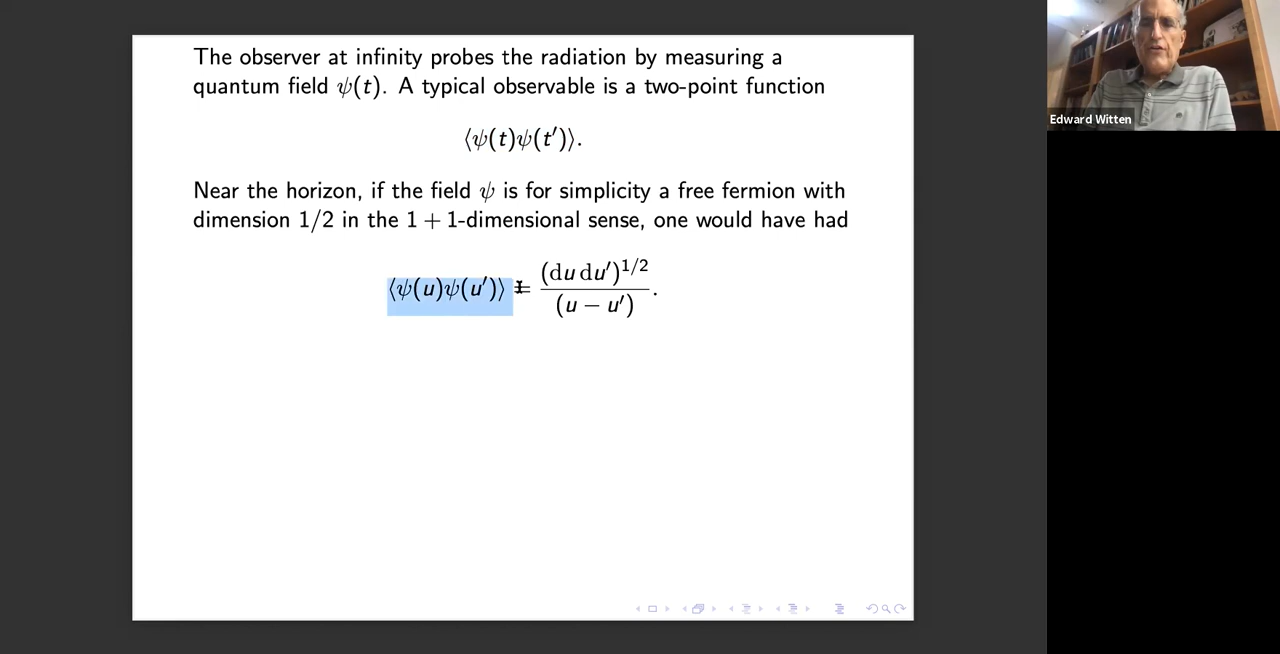 The observer at infinity probes the radiation by measuring a
quantum field ψ(t). A typical observable is a two-point function
⟨ψ(t)ψ(t′)⟩.
Near the horizon, if the field ψ is for simplicity a free fermion with
dimension 1/2 in the 1 + 1-dimensional sense, one would have had
⟨ψ(u)ψ(u′)⟩ = (du du′)^{1/2} / (u − u′).
Edward Witten